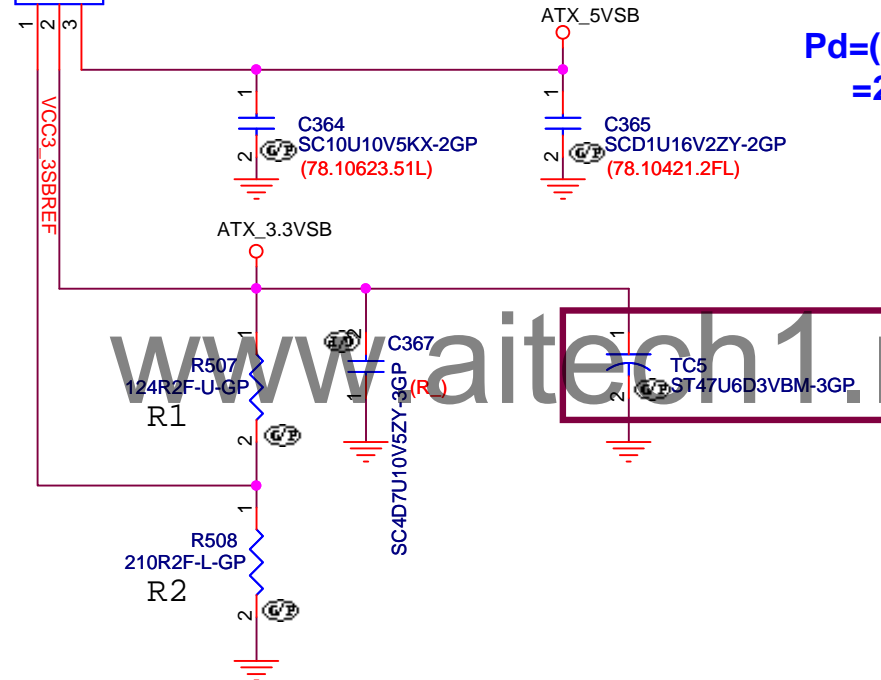 1
2
3
ATX_5VSB
Pd=(
=2
VCC3_3SBREF
1
2
G/P
C364
SC10U10V5KX-2GP
(78.10623.51L)
1
2
G/P
C365
SCD1U16V2ZY-2GP
(78.10421.2FL)
ATX_3.3VSB
www.aitech1.
1
R507
124R2F-U-GP
R1
2
G/P
2
1
C367
SC4D7U10V5ZY-3GP
(R_)
1
2
G/P
TC5
ST47U6D3VBM-3GP
1
R508
210R2F-L-GP
R2
2
G/P